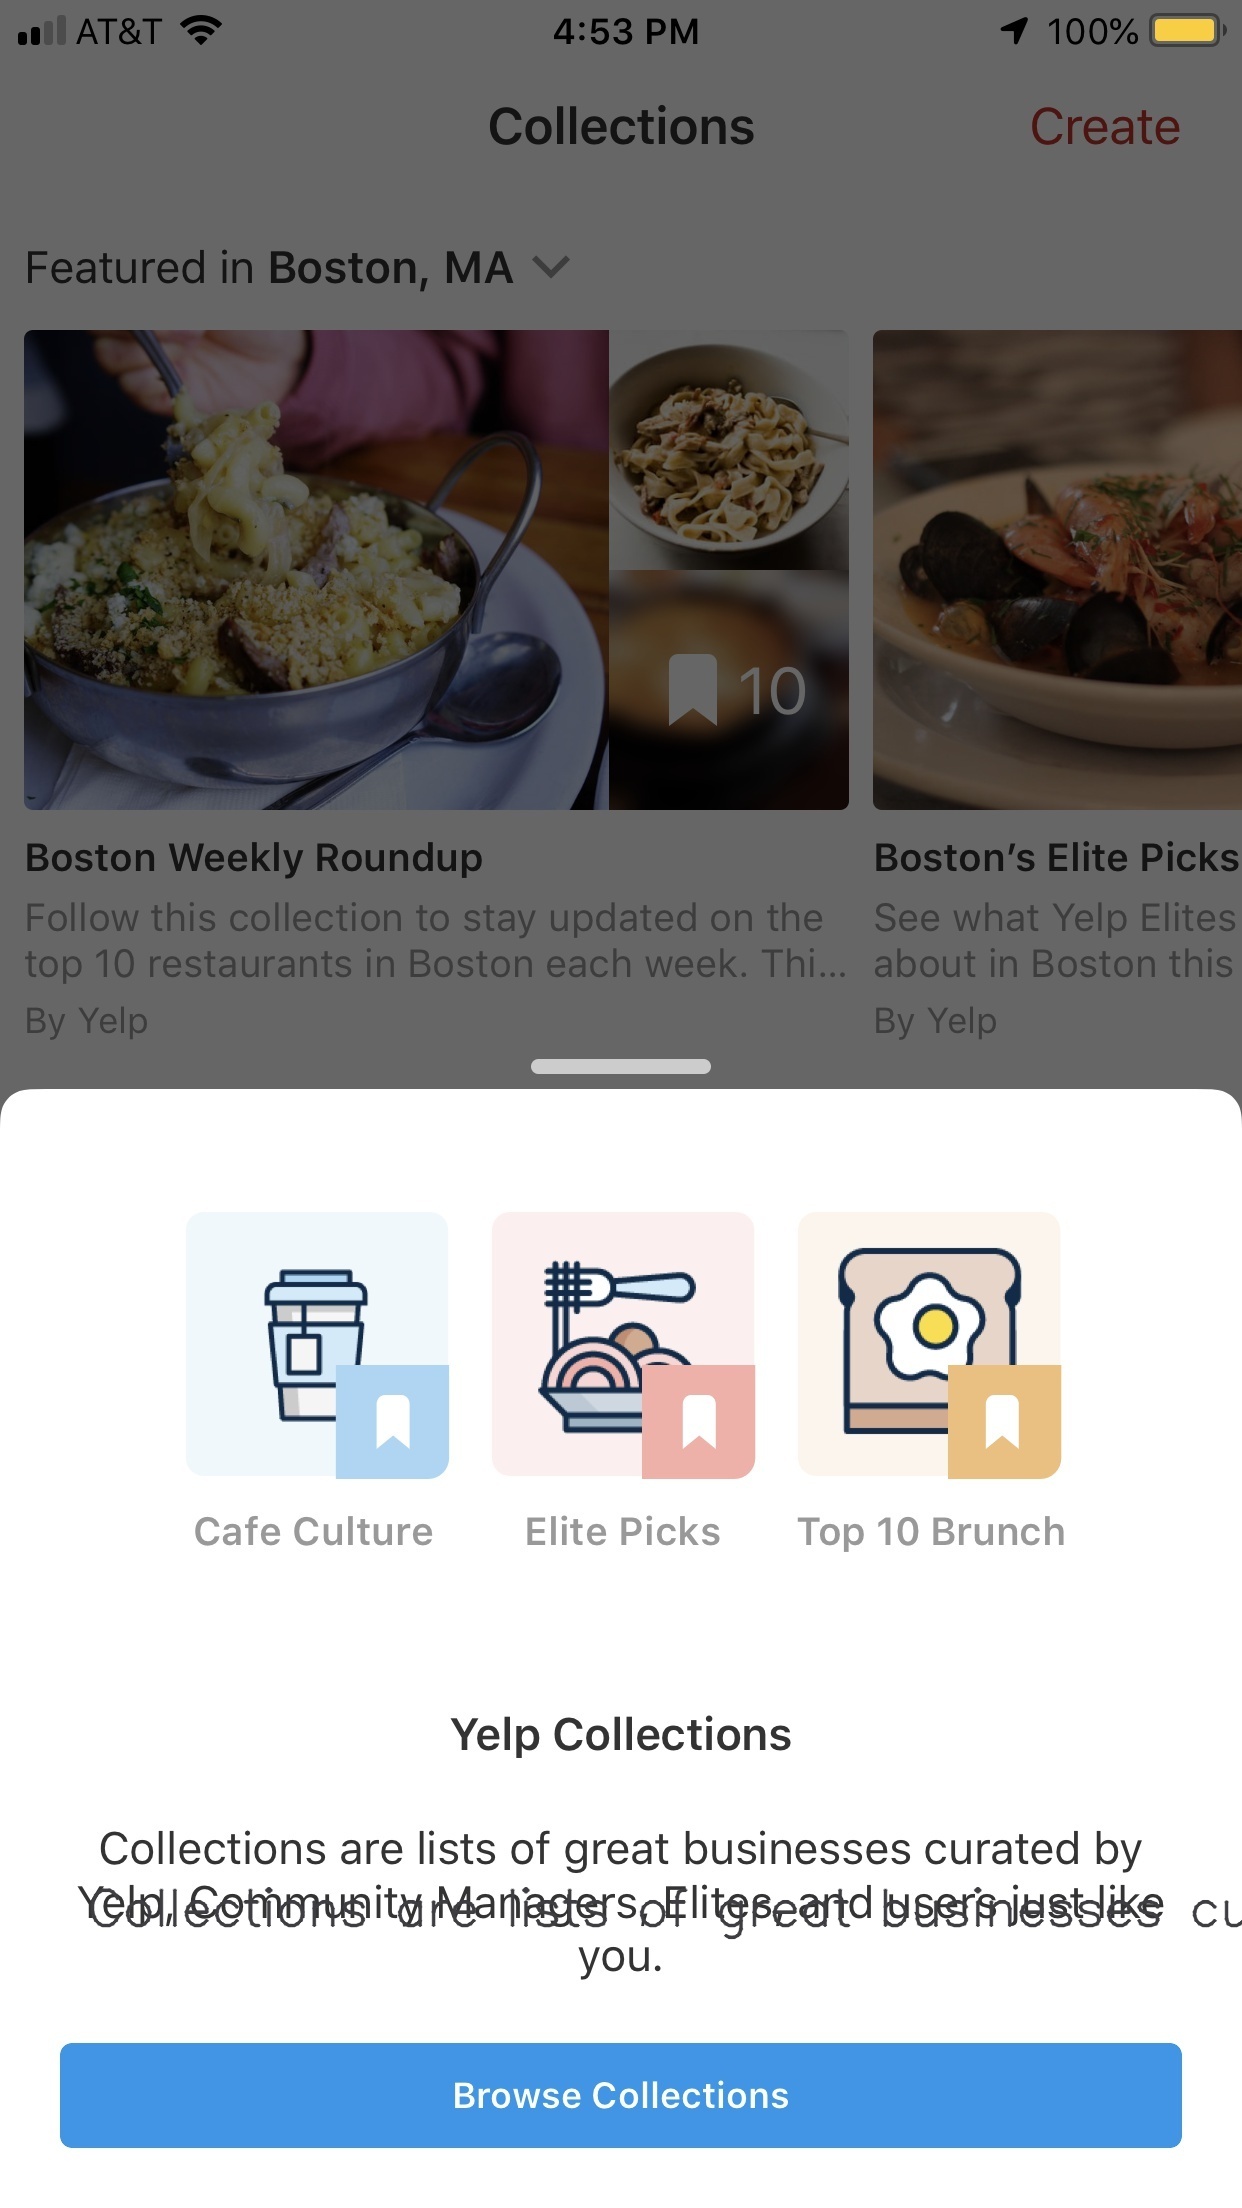 AT&T
4:53 PM
100%
Collections
Create
Featured in Boston, MA
10
Boston Weekly Roundup
Follow this collection to stay updated on the
top 10 restaurants in Boston each week. Thi...
By Yelp
Boston’s Elite Picks
See what Yelp Elites
about in Boston this
By Yelp
Cafe Culture
Elite Picks
Top 10 Brunch
Yelp Collections
Collections are lists of great businesses curated by
Yelp, Community Managers, Elites, and users just like
Collections are lists of great businesses cu
you.
Browse Collections